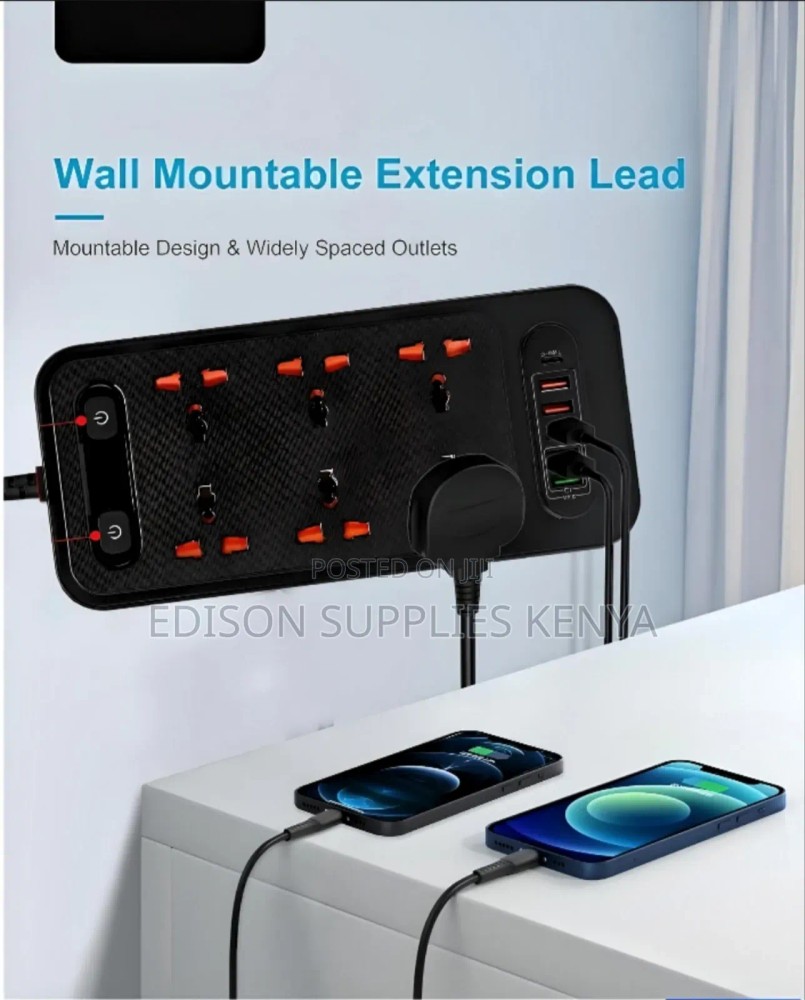 Wall Mountable Extension Lead
Mountable Design & Widely Spaced Outlets
POSTED ON JIJI
EDISON SUPPLIES KENYA